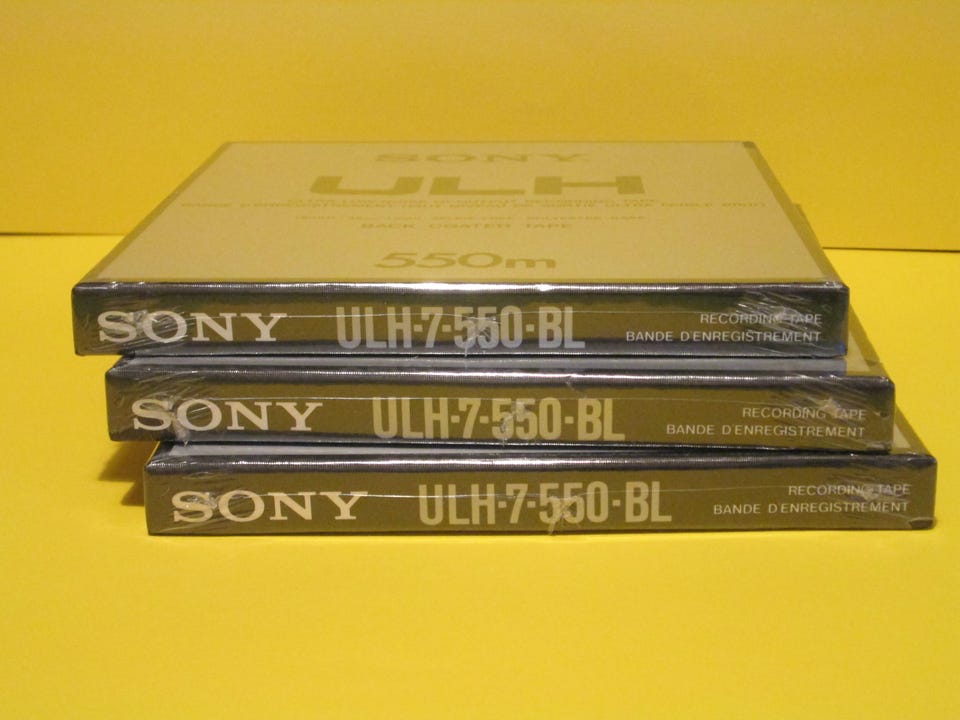 SONY
ULH
BACK COATED TAPE
550m
SONY ULH-7-550-BL RECORDING TAPE
BANDE D'ENREGISTREMENT
SONY ULH-7-550-BL RECORDING TAPE
BANDE D'ENREGISTREMENT
SONY ULH-7-550-BL RECORDING TAPE
BANDE D'ENREGISTREMENT